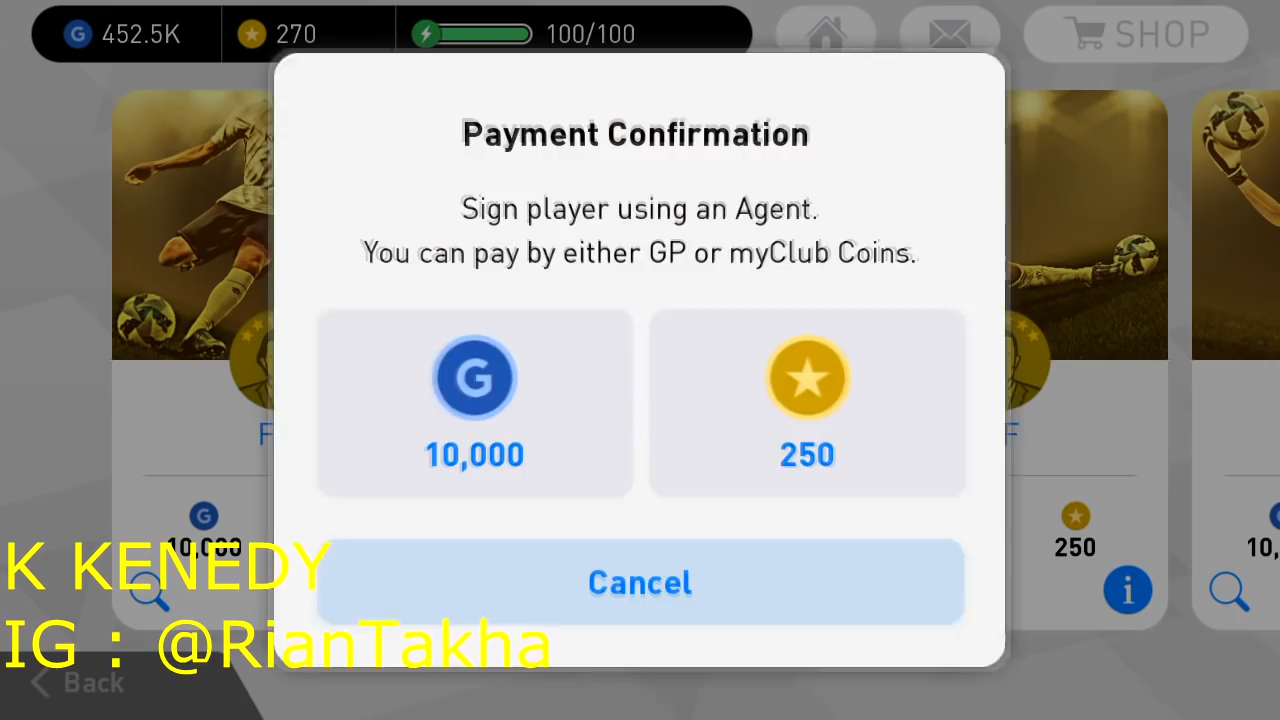 G 452.5K 270 100/100 SHOP
Payment Confirmation
Sign player using an Agent.
You can pay by either GP or myClub Coins.
G
10,000 250
F F
G G
10,000 250 10,
Cancel
i
K KENEDY
IG : @RianTakha
Back